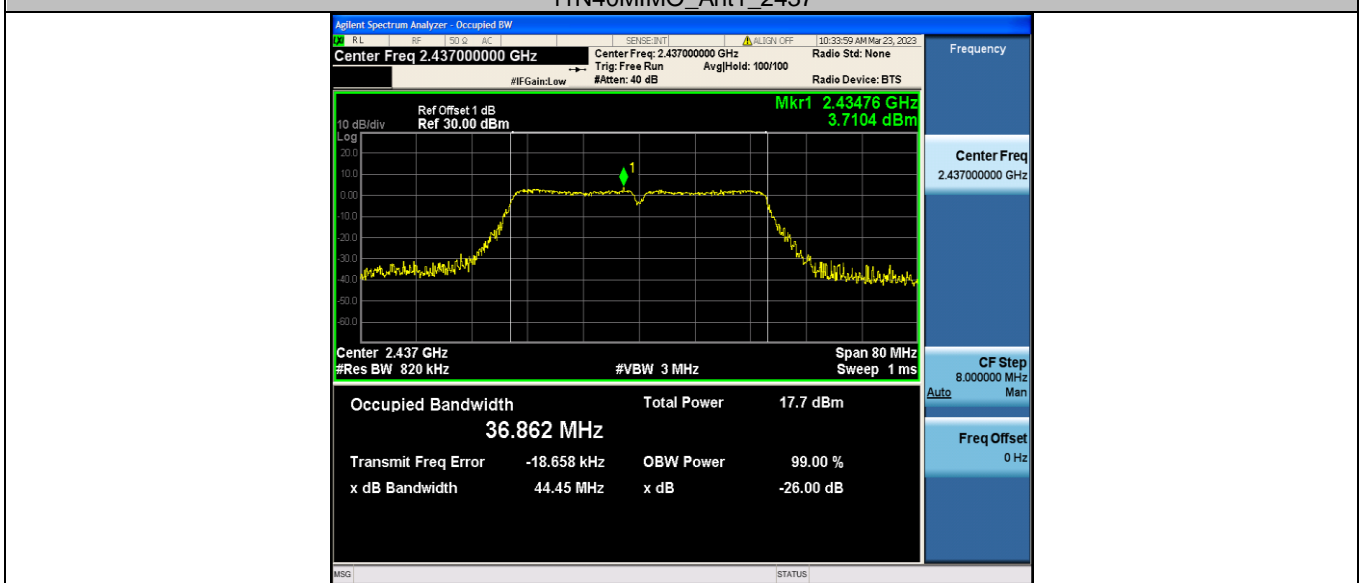 11N40MIMO_Ant1_2437
Agilent Spectrum Analyzer - Occupied BW
RL RF 50 Ω AC SENSE:INT ALIGN OFF 10:33:59 AM Mar 23, 2023
Center Freq 2.437000000 GHz Center Freq: 2.437000000 GHz Radio Std: None
Trig: Free Run Avg|Hold: 100/100
#IFGain:Low #Atten: 40 dB Radio Device: BTS
Ref Offset 1 dB
10 dB/div Ref 30.00 dBm
Mkr1 2.43476 GHz
3.7104 dBm
Log
20.0
10.0
0.00
-10.0
-20.0
-30.0
-40.0
-50.0
-60.0
1
Center 2.437 GHz Span 80 MHz
#Res BW 820 kHz #VBW 3 MHz Sweep 1 ms
Occupied Bandwidth Total Power 17.7 dBm
36.862 MHz
Transmit Freq Error -18.658 kHz OBW Power 99.00 %
x dB Bandwidth 44.45 MHz x dB -26.00 dB
MSG STATUS
Frequency
Center Freq
2.437000000 GHz
CF Step
8.000000 MHz
Auto Man
Freq Offset
0 Hz